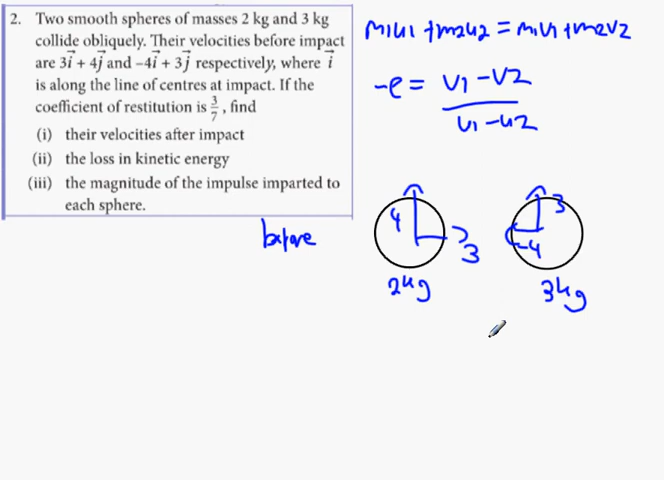 2. Two smooth spheres of masses 2 kg and 3 kg
collide obliquely. Their velocities before impact
are 3i⃗ + 4j⃗ and −4i⃗ + 3j⃗ respectively, where i⃗
is along the line of centres at impact. If the
coefficient of restitution is 3/7, find
(i) their velocities after impact
(ii) the loss in kinetic energy
(iii) the magnitude of the impulse imparted to
each sphere.
m1u1 + m2u2 = m1v1 + m2v2
-e = v1 - v2
u1 - u2
before
4
3
3
-4
2kg
3kg